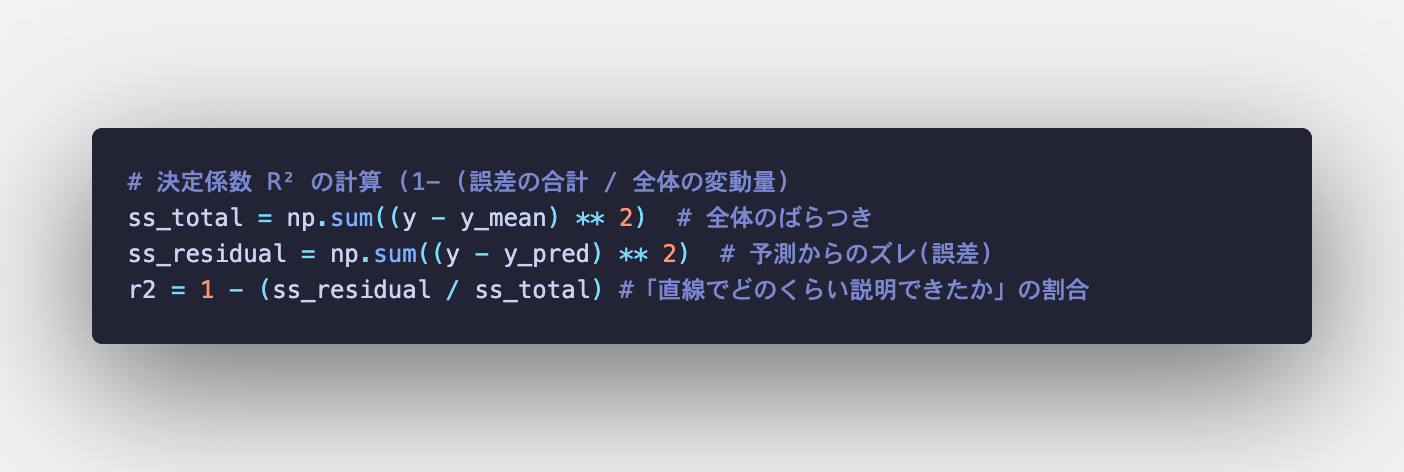 # 決定係数 R² の計算 (1- (誤差の合計 / 全体の変動量)
ss_total = np.sum((y - y_mean) ** 2)  # 全体のばらつき
ss_residual = np.sum((y - y_pred) ** 2)  # 予測からのズレ(誤差)
r2 = 1 - (ss_residual / ss_total) #「直線でどのくらい説明できたか」の割合